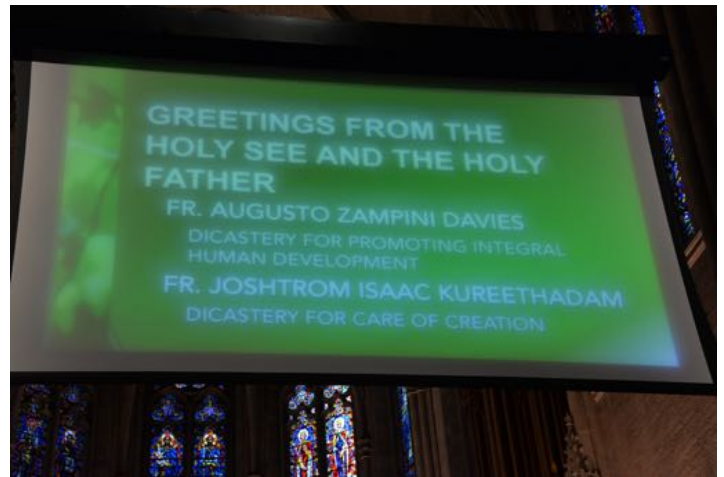 GREETINGS FROM THE
HOLY SEE AND THE HOLY
FATHER
FR. AUGUSTO ZAMPINI DAVIES
DICASTERY FOR PROMOTING INTEGRAL
HUMAN DEVELOPMENT
FR. JOSHTROM ISAAC KUREETHADAM
DICASTERY FOR CARE OF CREATION